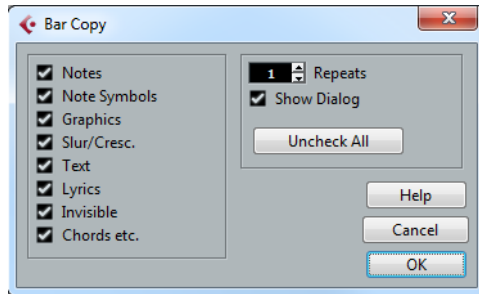 Bar Copy
Notes
Note Symbols
Graphics
Slur/Cresc.
Text
Lyrics
Invisible
Chords etc.
1 Repeats
Show Dialog
Uncheck All
Help
Cancel
OK